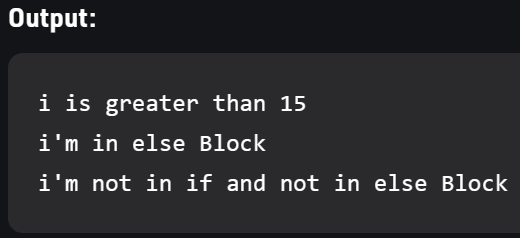 Output:
i is greater than 15
i'm in else Block
i'm not in if and not in else Block